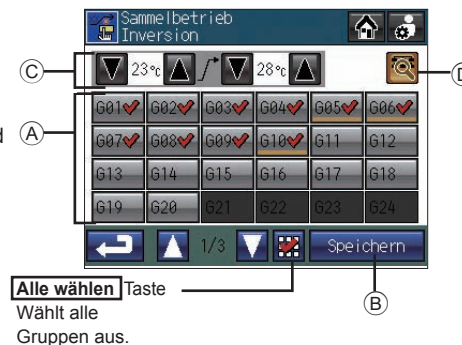 Sammelbetrieb
Inversion
C
23°C 28°C
D
A
G01 G02 G03 G04 G05 G06
d
G07 G08 G09 G10 G11 G12
G13 G14 G15 G16 G17 G18
G19 G20 G21 G22 G23 G24
1/3 Speichern
Alle wählen Taste
B
Wählt alle
Gruppen aus.